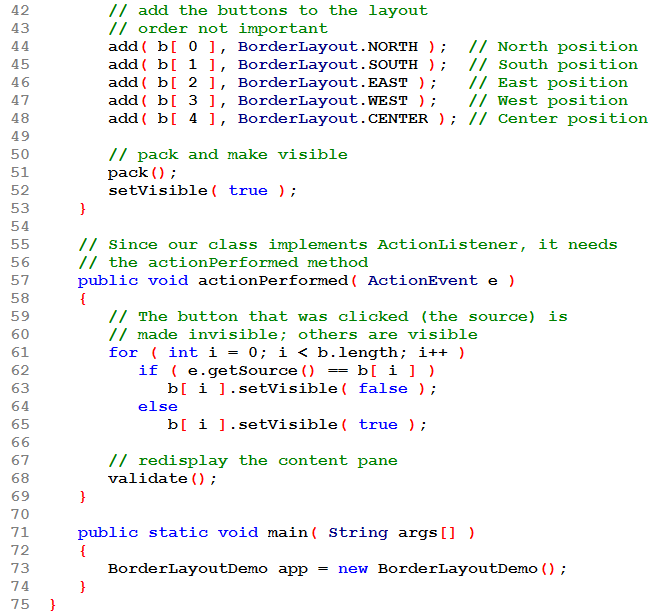 42 // add the buttons to the layout
43 // order not important
44 add( b[ 0 ], BorderLayout.NORTH ); // North position
45 add( b[ 1 ], BorderLayout.SOUTH ); // South position
46 add( b[ 2 ], BorderLayout.EAST ); // East position
47 add( b[ 3 ], BorderLayout.WEST ); // West position
48 add( b[ 4 ], BorderLayout.CENTER ); // Center position
49
50 // pack and make visible
51 pack();
52 setVisible( true );
53 }
54
55 // Since our class implements ActionListener, it needs
56 // the actionPerformed method
57 public void actionPerformed( ActionEvent e )
58 {
59 // The button that was clicked (the source) is
60 // made invisible; others are visible
61 for ( int i = 0; i < b.length; i++ )
62 if ( e.getSource() == b[ i ] )
63 b[ i ].setVisible( false );
64 else
65 b[ i ].setVisible( true );
66
67 // redisplay the content pane
68 validate();
69 }
70
71 public static void main( String args[] )
72 {
73 BorderLayoutDemo app = new BorderLayoutDemo();
74 }
75 }